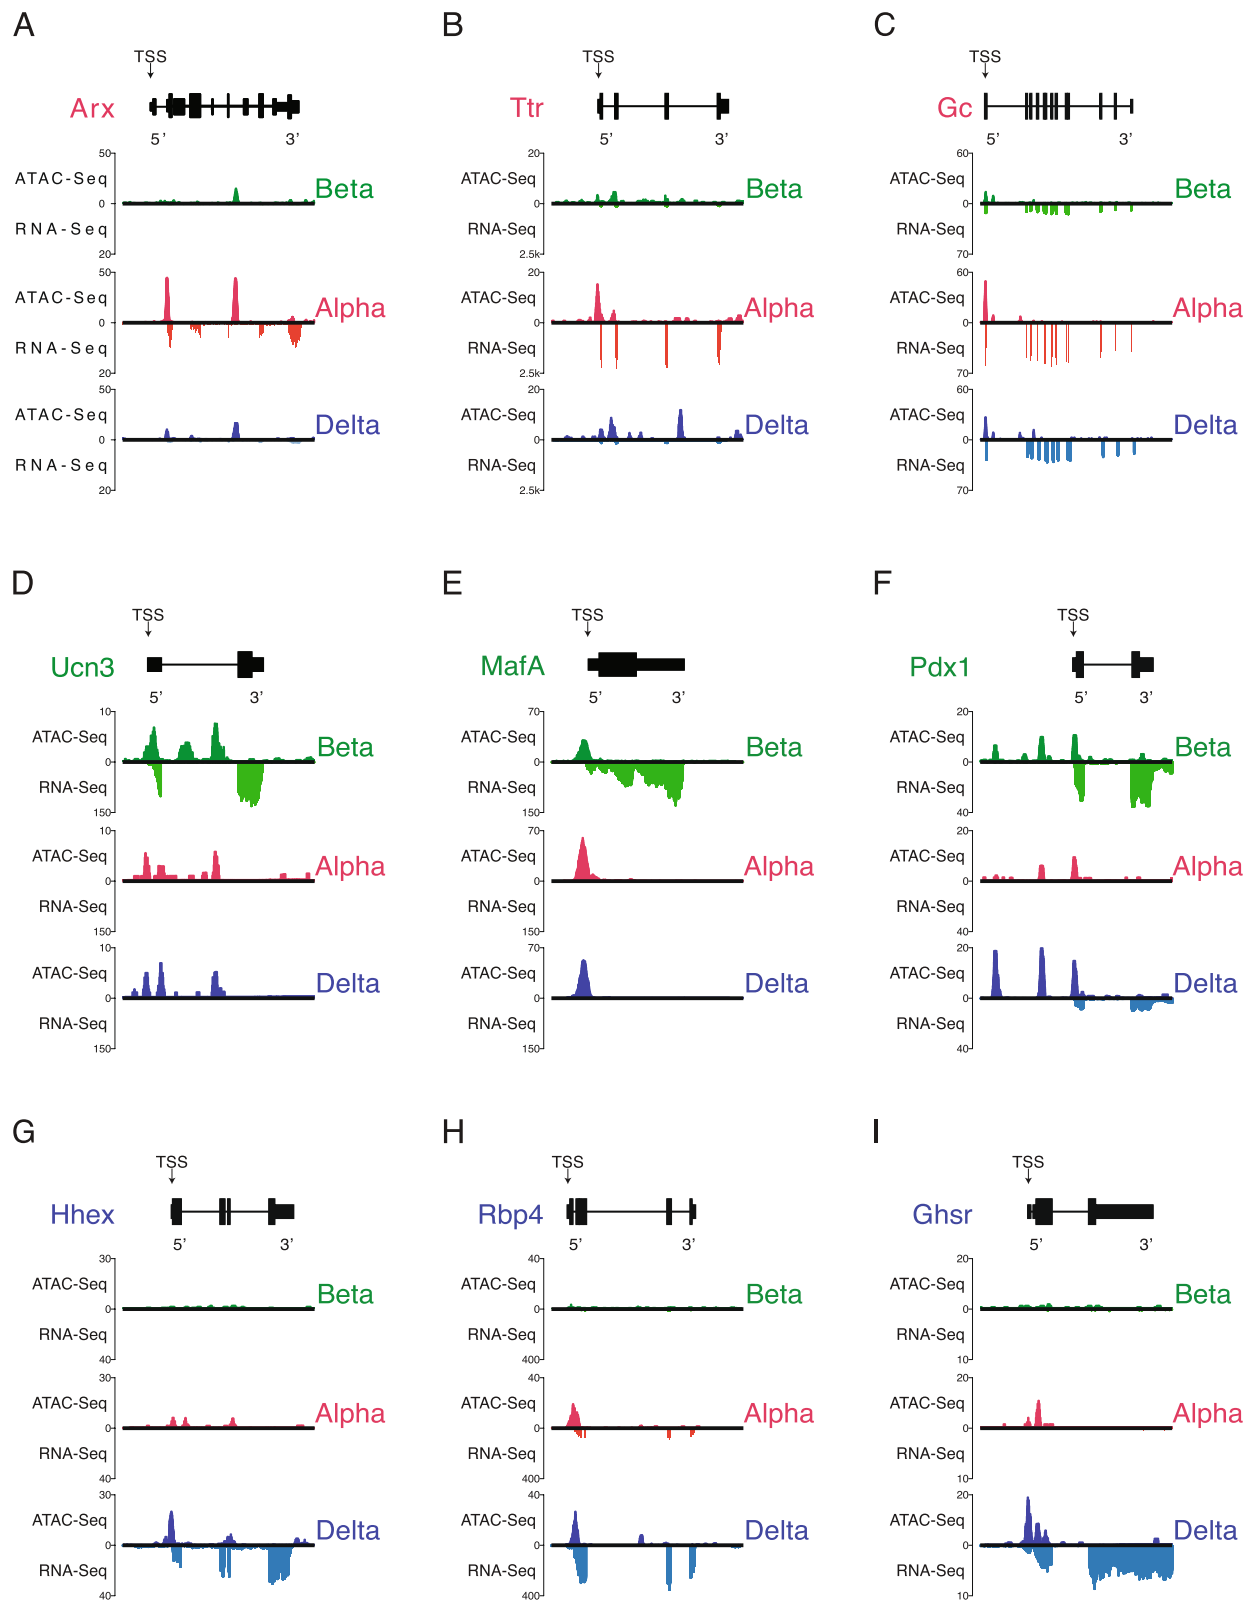 A
TSS
Arx
5’ 3’
50
ATAC-Seq
Beta
0
RNA-Seq
20
50
ATAC-Seq
Alpha
0
RNA-Seq
20
50
ATAC-Seq
Delta
0
RNA-Seq
20
B
TSS
Ttr
5’ 3’
20
ATAC-Seq
Beta
0
RNA-Seq
2.5k
20
ATAC-Seq
Alpha
0
RNA-Seq
2.5k
20
ATAC-Seq
Delta
0
RNA-Seq
2.5k
C
TSS
Gc
5’ 3’
60
ATAC-Seq
Beta
0
RNA-Seq
70
60
ATAC-Seq
Alpha
0
RNA-Seq
70
60
ATAC-Seq
Delta
0
RNA-Seq
70
D
TSS
Ucn3
5’ 3’
10
ATAC-Seq
Beta
0
RNA-Seq
150
10
ATAC-Seq
Alpha
0
RNA-Seq
150
10
ATAC-Seq
Delta
0
RNA-Seq
150
E
TSS
MafA
5’ 3’
70
ATAC-Seq
Beta
0
RNA-Seq
150
70
ATAC-Seq
Alpha
0
RNA-Seq
150
70
ATAC-Seq
Delta
0
RNA-Seq
150
F
TSS
Pdx1
5’ 3’
20
ATAC-Seq
Beta
0
RNA-Seq
40
20
ATAC-Seq
Alpha
0
RNA-Seq
40
20
ATAC-Seq
Delta
0
RNA-Seq
40
G
TSS
Hhex
5’ 3’
30
ATAC-Seq
Beta
0
RNA-Seq
40
30
ATAC-Seq
Alpha
0
RNA-Seq
40
30
ATAC-Seq
Delta
0
RNA-Seq
40
H
TSS
Rbp4
5’ 3’
40
ATAC-Seq
Beta
0
RNA-Seq
400
40
ATAC-Seq
Alpha
0
RNA-Seq
400
40
ATAC-Seq
Delta
0
RNA-Seq
400
I
TSS
Ghsr
5’ 3’
20
ATAC-Seq
Beta
0
RNA-Seq
10
20
ATAC-Seq
Alpha
0
RNA-Seq
10
20
ATAC-Seq
Delta
0
RNA-Seq
10